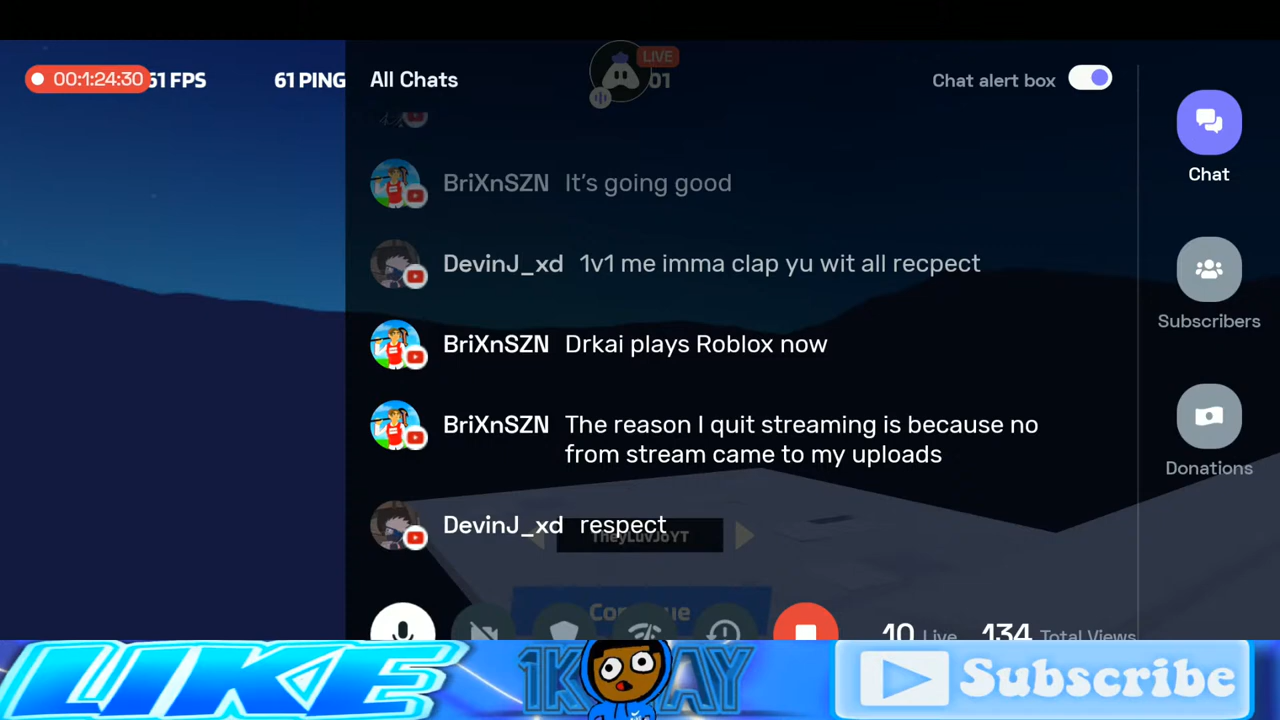 00:1:24:30
61 FPS
61 PING
All Chats
LIVE
01
Chat alert box
BriXnSZN It's going good
Chat
DevinJ_xd 1v1 me imma clap yu wit all recpect
Subscribers
BriXnSZN Drkai plays Roblox now
BriXnSZN The reason I quit streaming is because no
from stream came to my uploads
Donations
DevinJ_xd respect
TheyLuvJoYT
Continue
10 Live 134 Total Views
LIKE
Subscribe